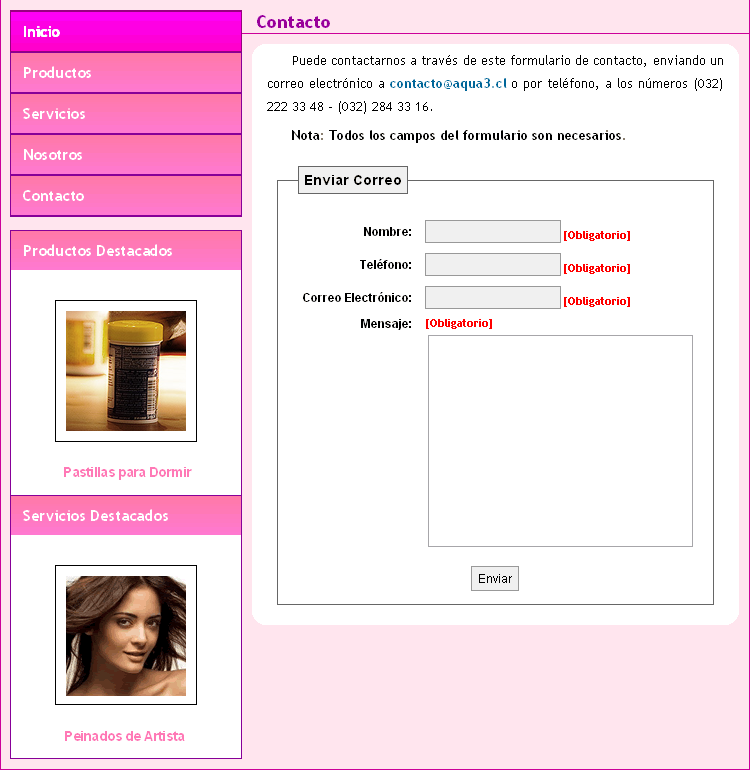 Inicio
Productos
Servicios
Nosotros
Contacto
Productos Destacados
Pastillas para Dormir
Servicios Destacados
Peinados de Artista
Contacto
Puede contactarnos a través de este formulario de contacto, enviando un
correo electrónico a contacto@aqua3.cl o por teléfono, a los números (032)
222 33 48 - (032) 284 33 16.
Nota: Todos los campos del formulario son necesarios.
Enviar Correo
Nombre: [Obligatorio]
Teléfono: [Obligatorio]
Correo Electrónico: [Obligatorio]
Mensaje: [Obligatorio]
Enviar